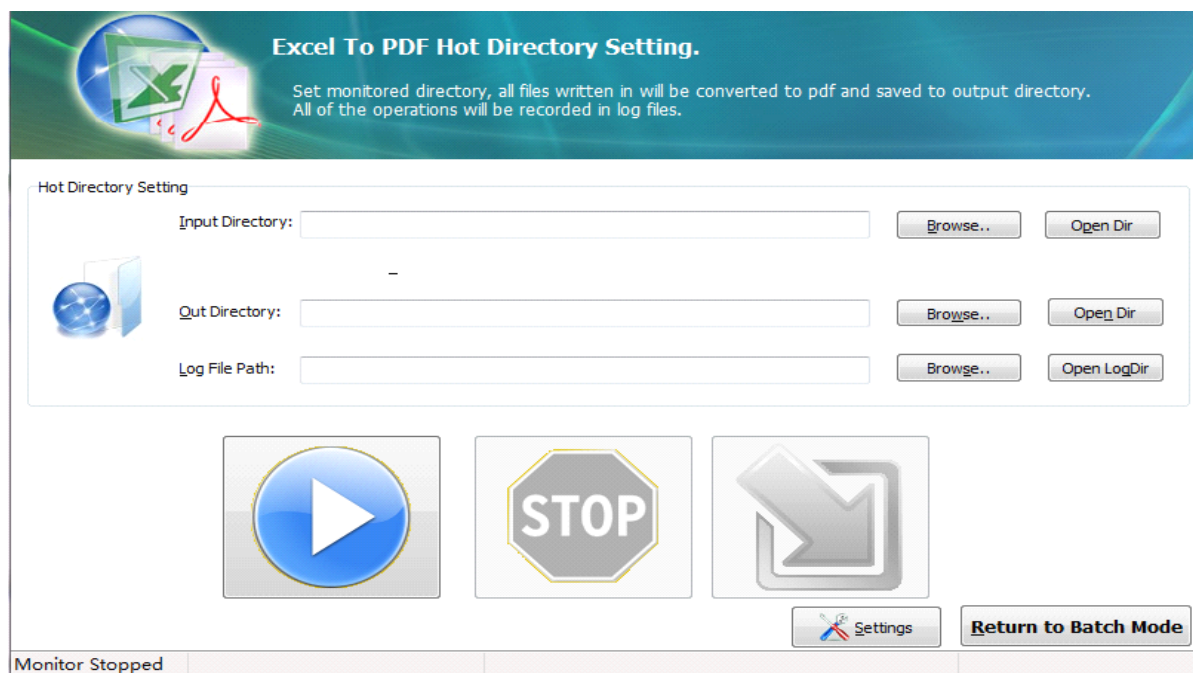 Excel To PDF Hot Directory Setting.
Set monitored directory, all files written in will be converted to pdf and saved to output directory.
All of the operations will be recorded in log files.
Hot Directory Setting
Input Directory: Browse.. Open Dir
–
Out Directory: Browse.. Open Dir
Log File Path: Browse.. Open LogDir
STOP
Settings Return to Batch Mode
Monitor Stopped